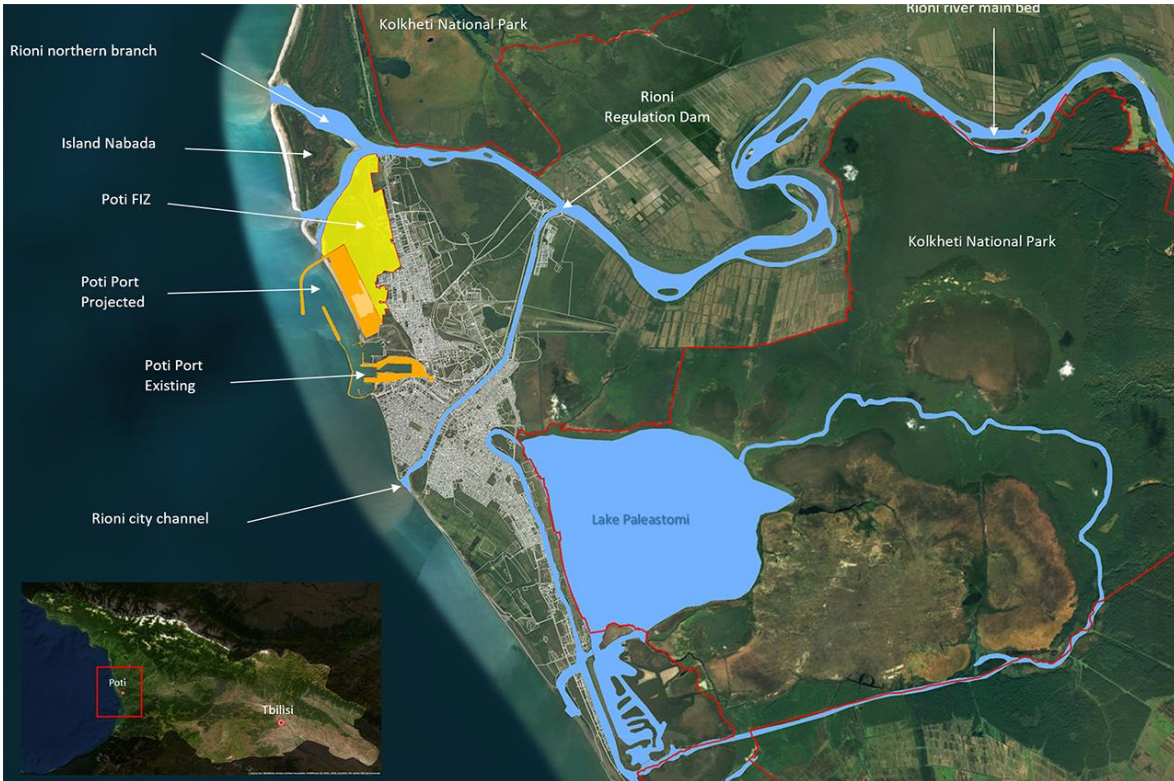 Kolkheti National Park
Rioni river main bed
Rioni northern branch
Rioni
Regulation Dam
Island Nabada
Poti FIZ
Kolkheti National Park
Poti Port
Projected
Poti Port
Existing
Rioni city channel
Lake Paleastomi
Poti
Tbilisi